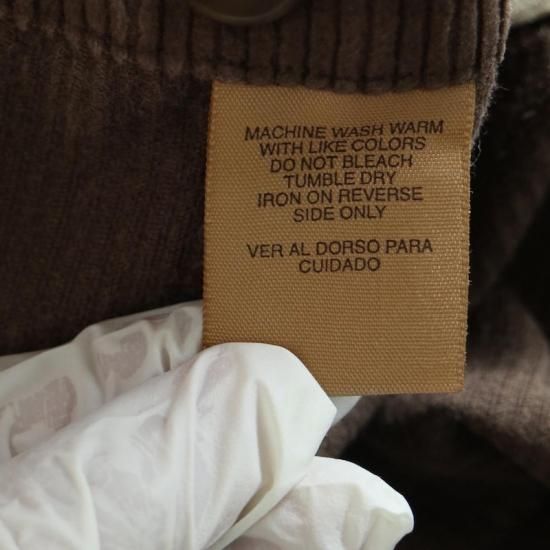 MACHINE WASH WARM
WITH LIKE COLORS
DO NOT BLEACH
TUMBLE DRY
IRON ON REVERSE
SIDE ONLY
VER AL DORSO PARA
CUIDADO